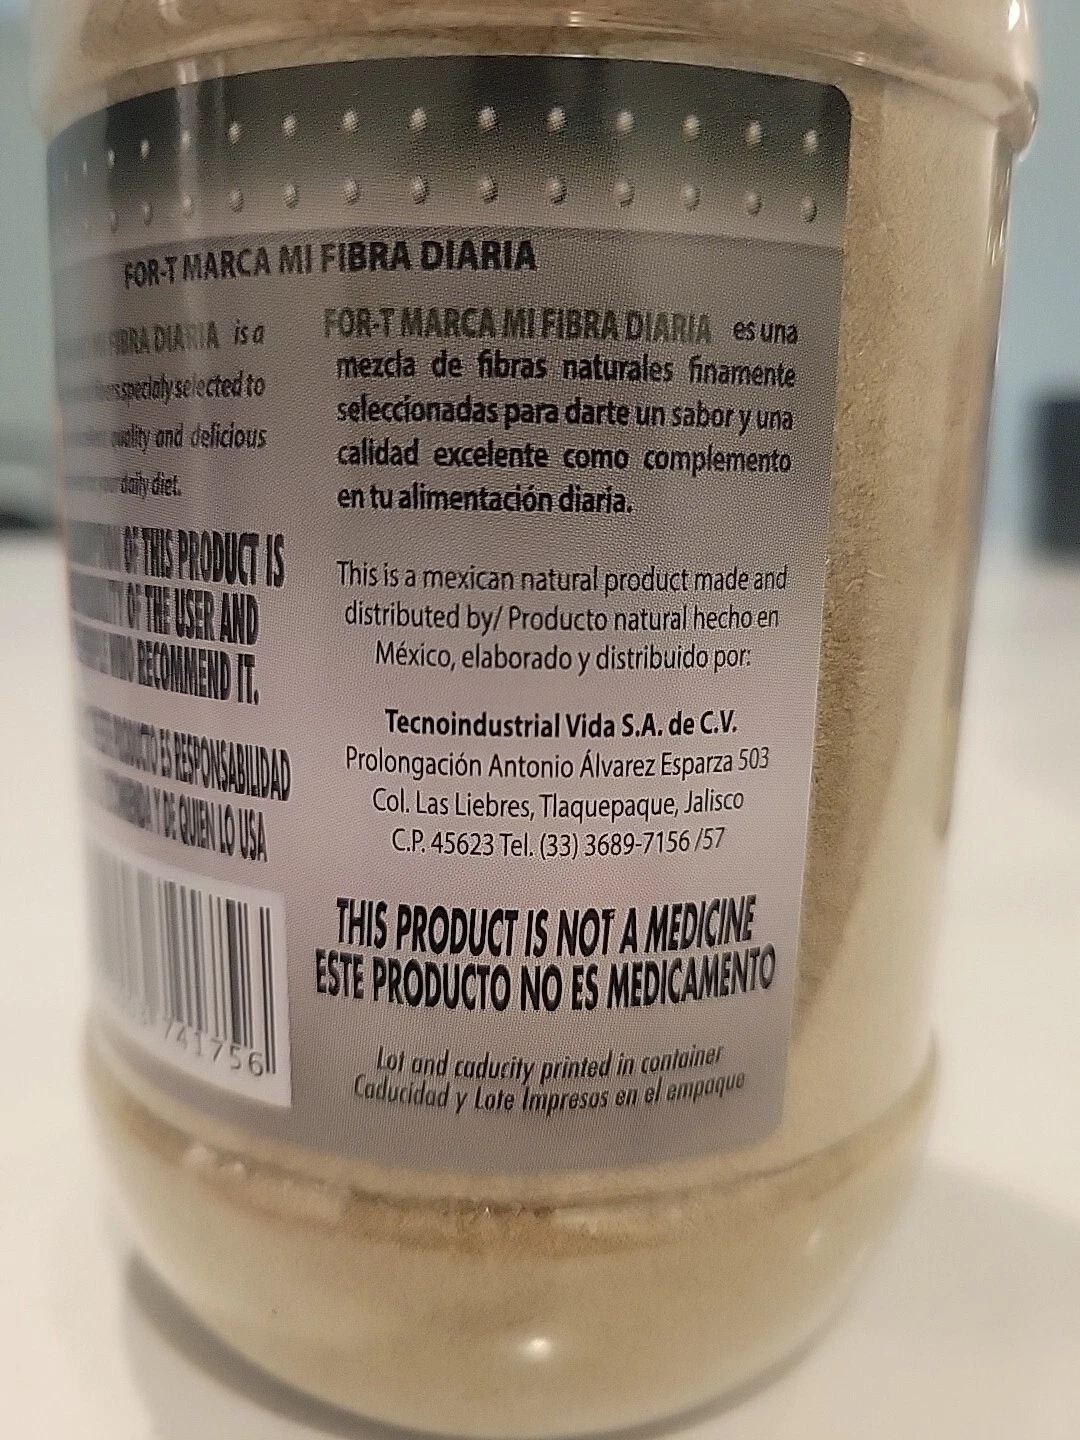 FOR-T MARCA MI FIBRA DIARIA
FIBRA DIARIA is a
specialy selected to
quality and delicious
daily diet.
OF THIS PRODUCT IS
OF THE USER AND
WHO RECOMMEND IT.
ES RESPONSABILIDAD
Y DE QUIEN LO USA
741756
FOR-T MARCA MI FIBRA DIARIA es una
mezcla de fibras naturales finamente
seleccionadas para darte un sabor y una
calidad excelente como complemento
en tu alimentación diaria.
This is a mexican natural product made and
distributed by/ Producto natural hecho en
México, elaborado y distribuido por:
Tecnoindustrial Vida S.A. de C.V.
Prolongación Antonio Álvarez Esparza 503
Col. Las Liebres, Tlaquepaque, Jalisco
C.P. 45623 Tel. (33) 3689-7156 /57
THIS PRODUCT IS NOT A MEDICINE
ESTE PRODUCTO NO ES MEDICAMENTO
Lot and caducity printed in container
Caducidad y Lote Impresos en el empaque